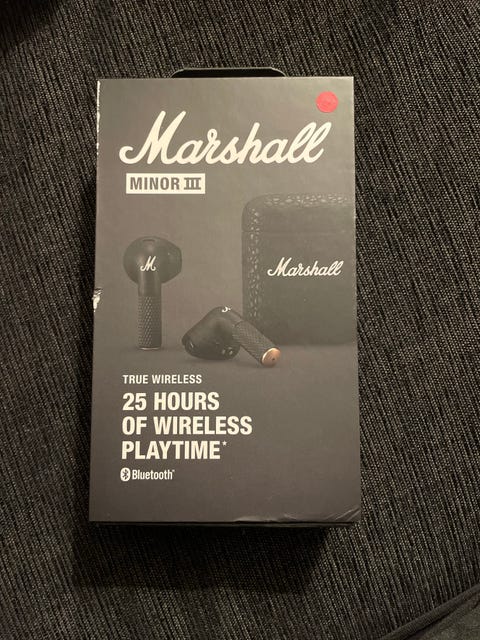 Marshall
MINOR III
M
Marshall
TRUE WIRELESS
25 HOURS
OF WIRELESS
PLAYTIME*
Bluetooth®